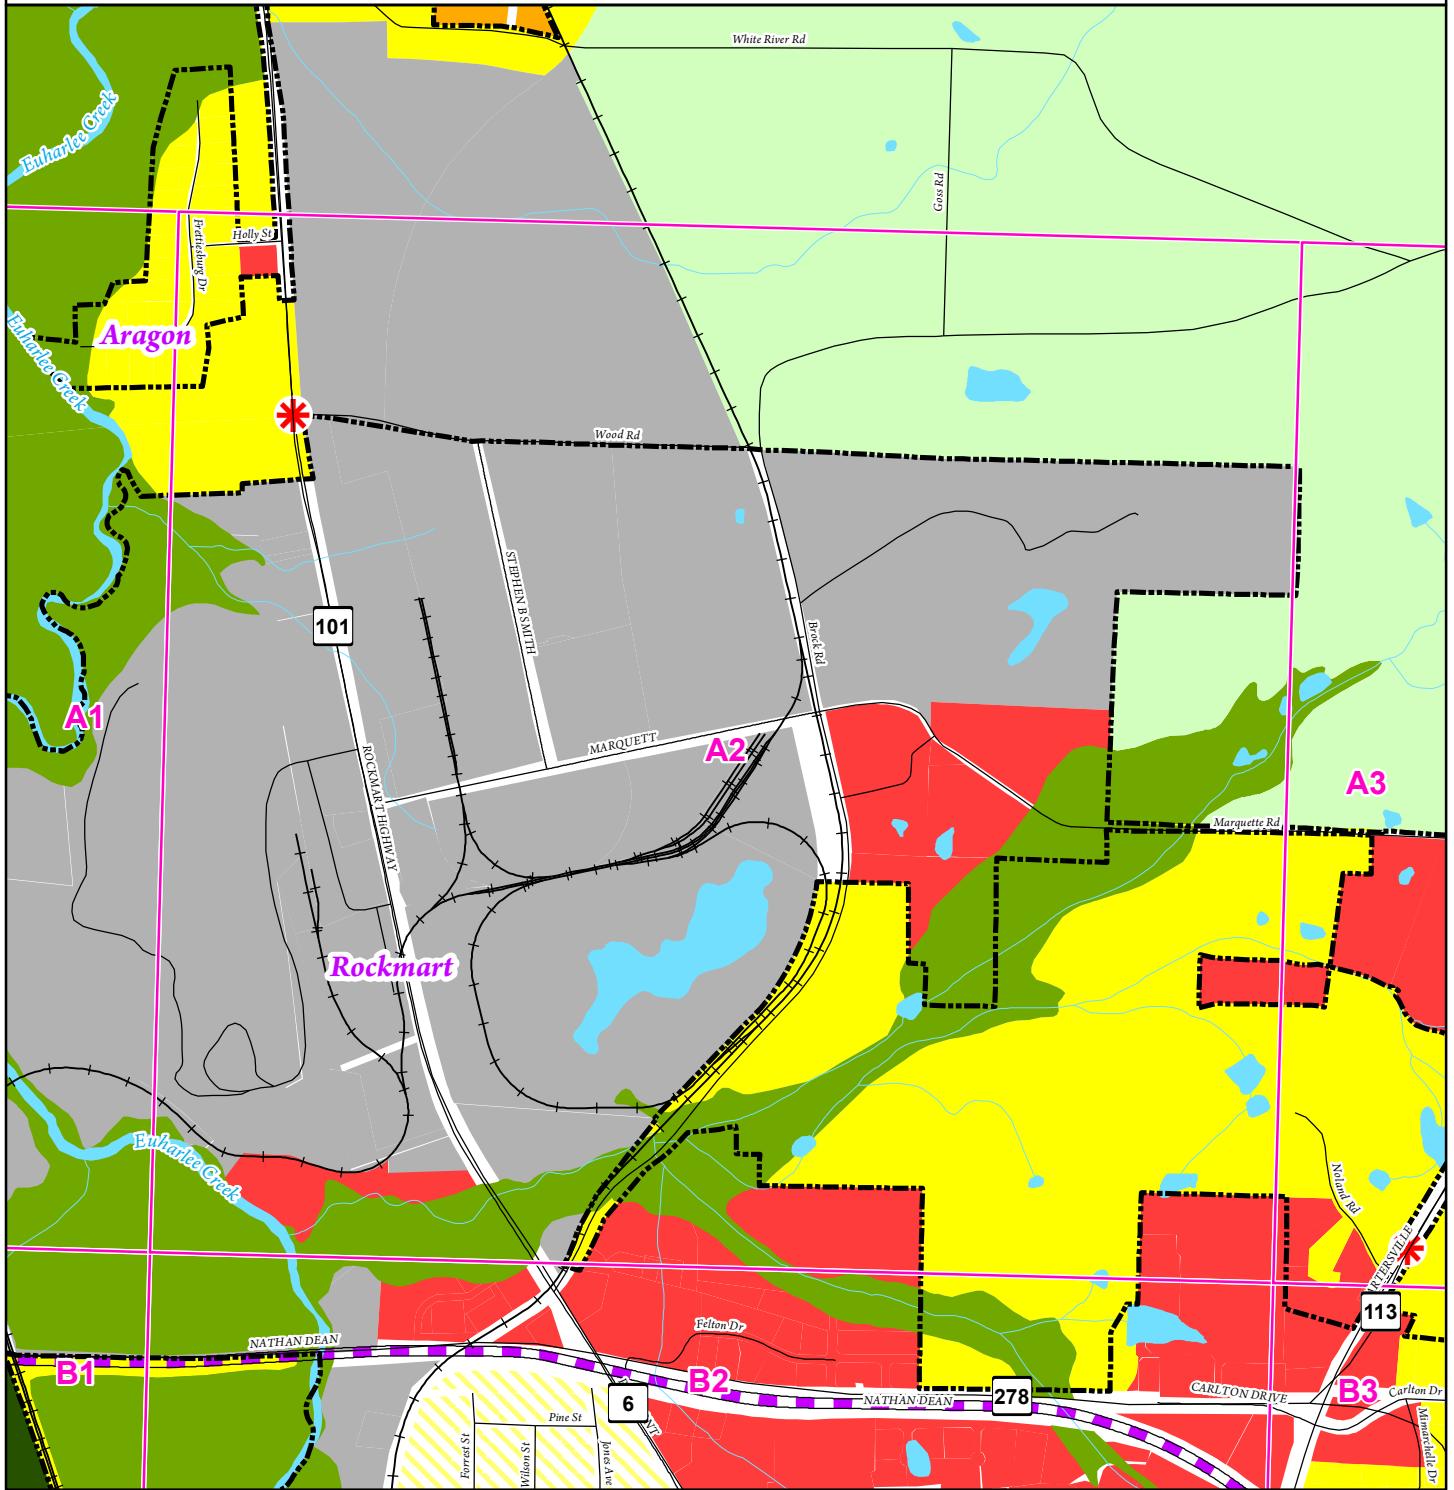 White River Rd
Euharlee Creek
Goss Rd
Holly St
Frettiesburg Dr
Aragon
Euharlee Creek
Wood Rd
STEPHEN B SMITH
101
Brock Rd
A1
MARQUETT
A2
ROCKMART HiGHWAY
A3
Marquette Rd
Rockmart
Euharlee Creek
Noland Rd
RTERSVILLE
113
Felton Dr
NATHAN DEAN
B1
B2
278
NATHAN DEAN
CARLTON DRIVE
B3
Carlton Dr
6
NT
Pine St
Forrest St
Wilson St
Jones Ave
Mimarchelle Dr